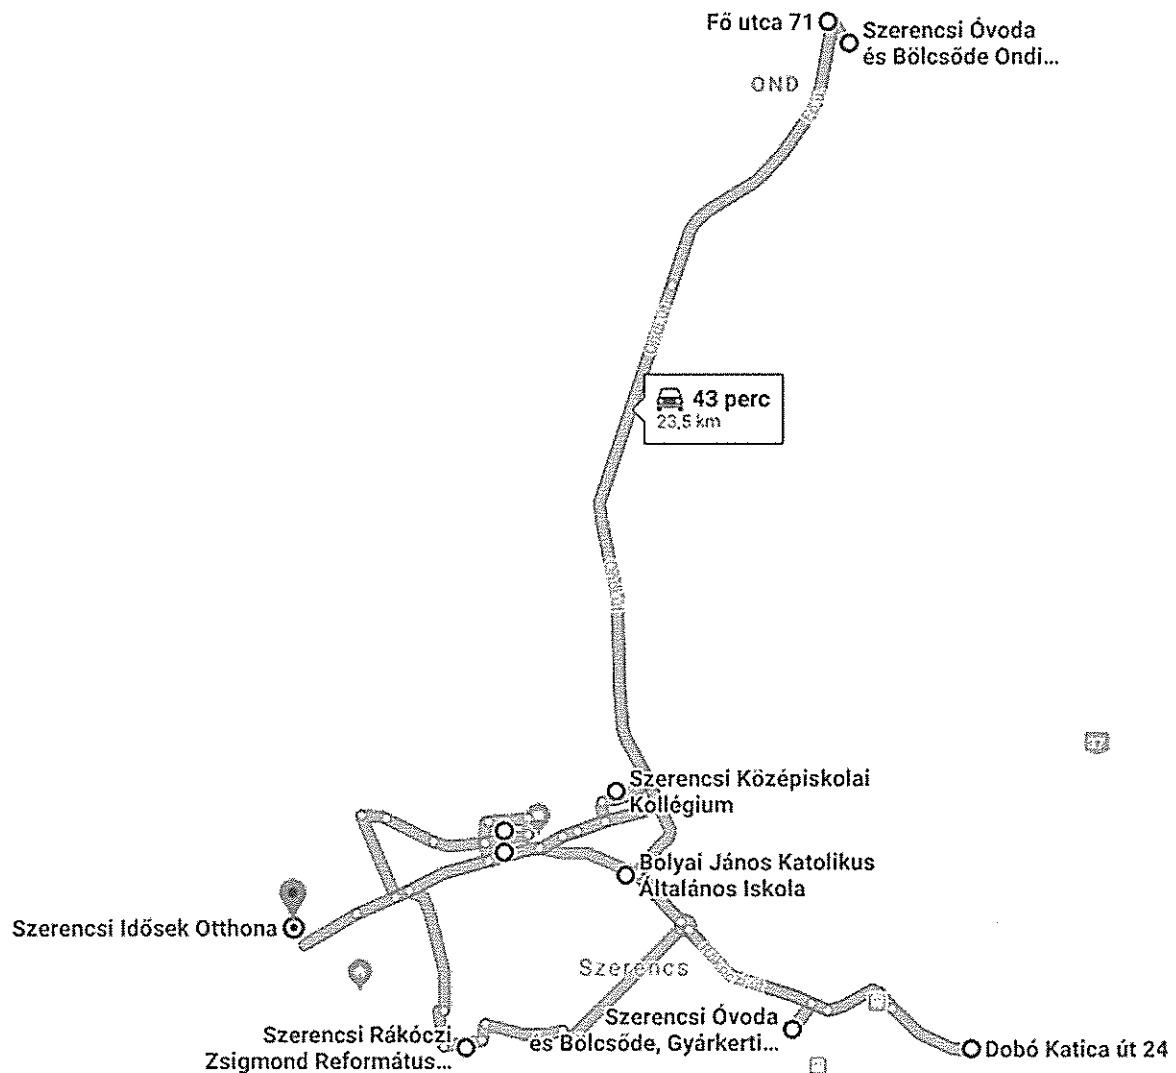 Fő utca 71
Szerencsi Óvoda
és Bölcsőde Ondi...
OND
43 perc
23,5 km
Szerencsi Középiskolai
Kollégium
Bolyai János Katolikus
Általános Iskola
Szerencsi Idősek Otthona
Szerencs
Szerencsi Rákóczi
Zsigmond Református...
Szerencsi Óvoda
és Bölcsőde, Gyárkerti...
Dobó Katica út 24